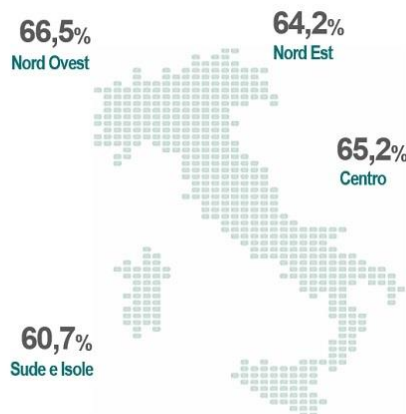 66,5%
Nord Ovest
64,2%
Nord Est
65,2%
Centro
60,7%
Sude e Isole